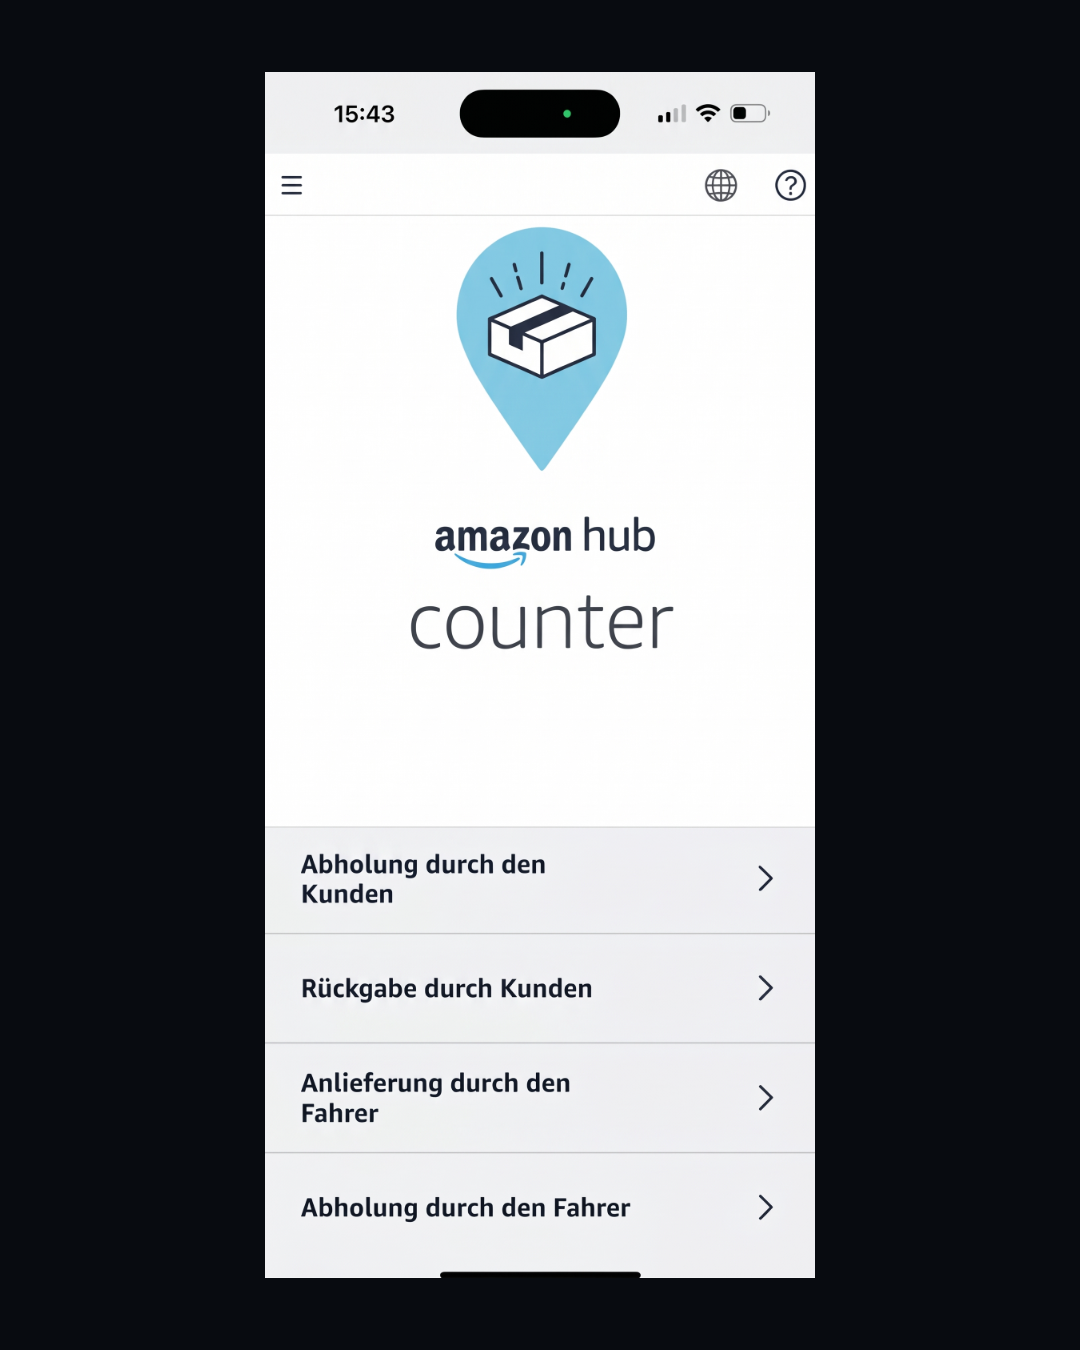 15:43
amazon hub
counter
Abholung durch den
Kunden
Rückgabe durch Kunden
Anlieferung durch den
Fahrer
Abholung durch den Fahrer